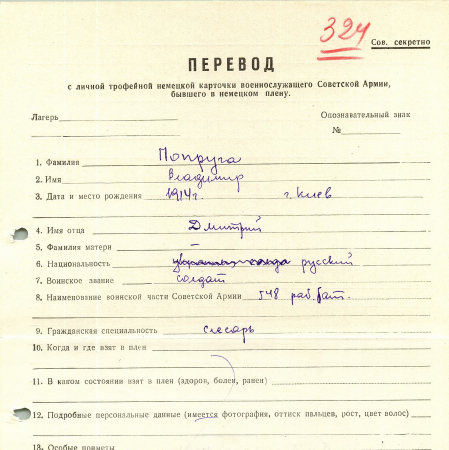 324
Сов. секретно
ПЕРЕВОД
с личной трофейной немецкой карточки военнослужащего Советской Армии,
бывшего в немецком плену.
Лагерь Опознавательный знак
№
1. Фамилия Попруга
2. Имя Владимир
3. Дата и место рождения 1914г. г. Киев
4. Имя отца Дмитрий
5. Фамилия матери –
6. Национальность русский
7. Воинское звание солдат
8. Наименование воинской части Советской Армии 548 раб. бат.
9. Гражданская специальность слесарь
10. Когда и где взят в плен
11. В каком состоянии взят в плен (здоров, болен, ранен)
12. Подробные персональные данные (имеется фотография, оттиск пальцев, рост, цвет волос)
13. Особые приметы